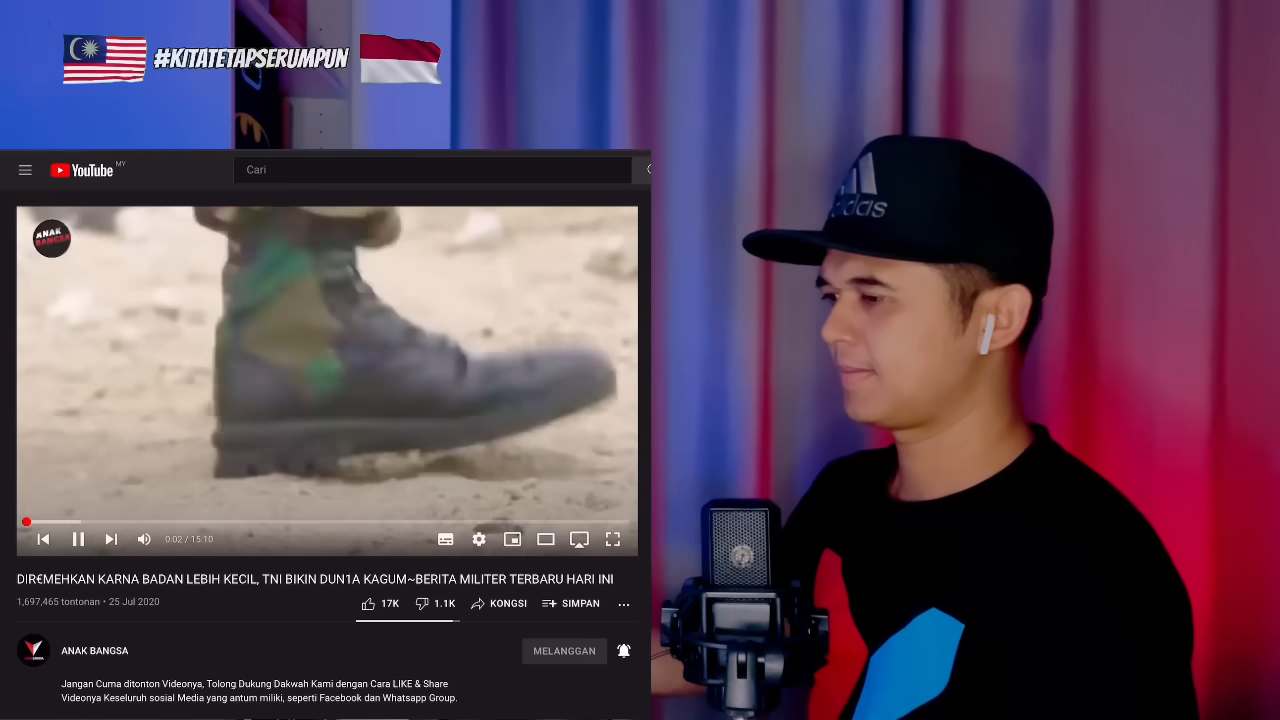 #KITATETAPSERUMPUN
YouTube MY
Cari
ANAK
BANGSA
adidas
0:02 / 15:10
DIR€MEHKAN KARNA BADAN LEBIH KECIL, TNI BIKIN DUN1A KAGUM~BERITA MILITER TERBARU HARI INI
1,697,465 tontonan • 25 Jul 2020
17K
1.1K
KONGSI
SIMPAN
ANAK BANGSA
MELANGGAN
Jangan Cuma ditonton Videonya, Tolong Dukung Dakwah Kami dengan Cara LIKE & Share
Videonya Keseluruh sosial Media yang antum miliki, seperti Facebook dan Whatsapp Group.